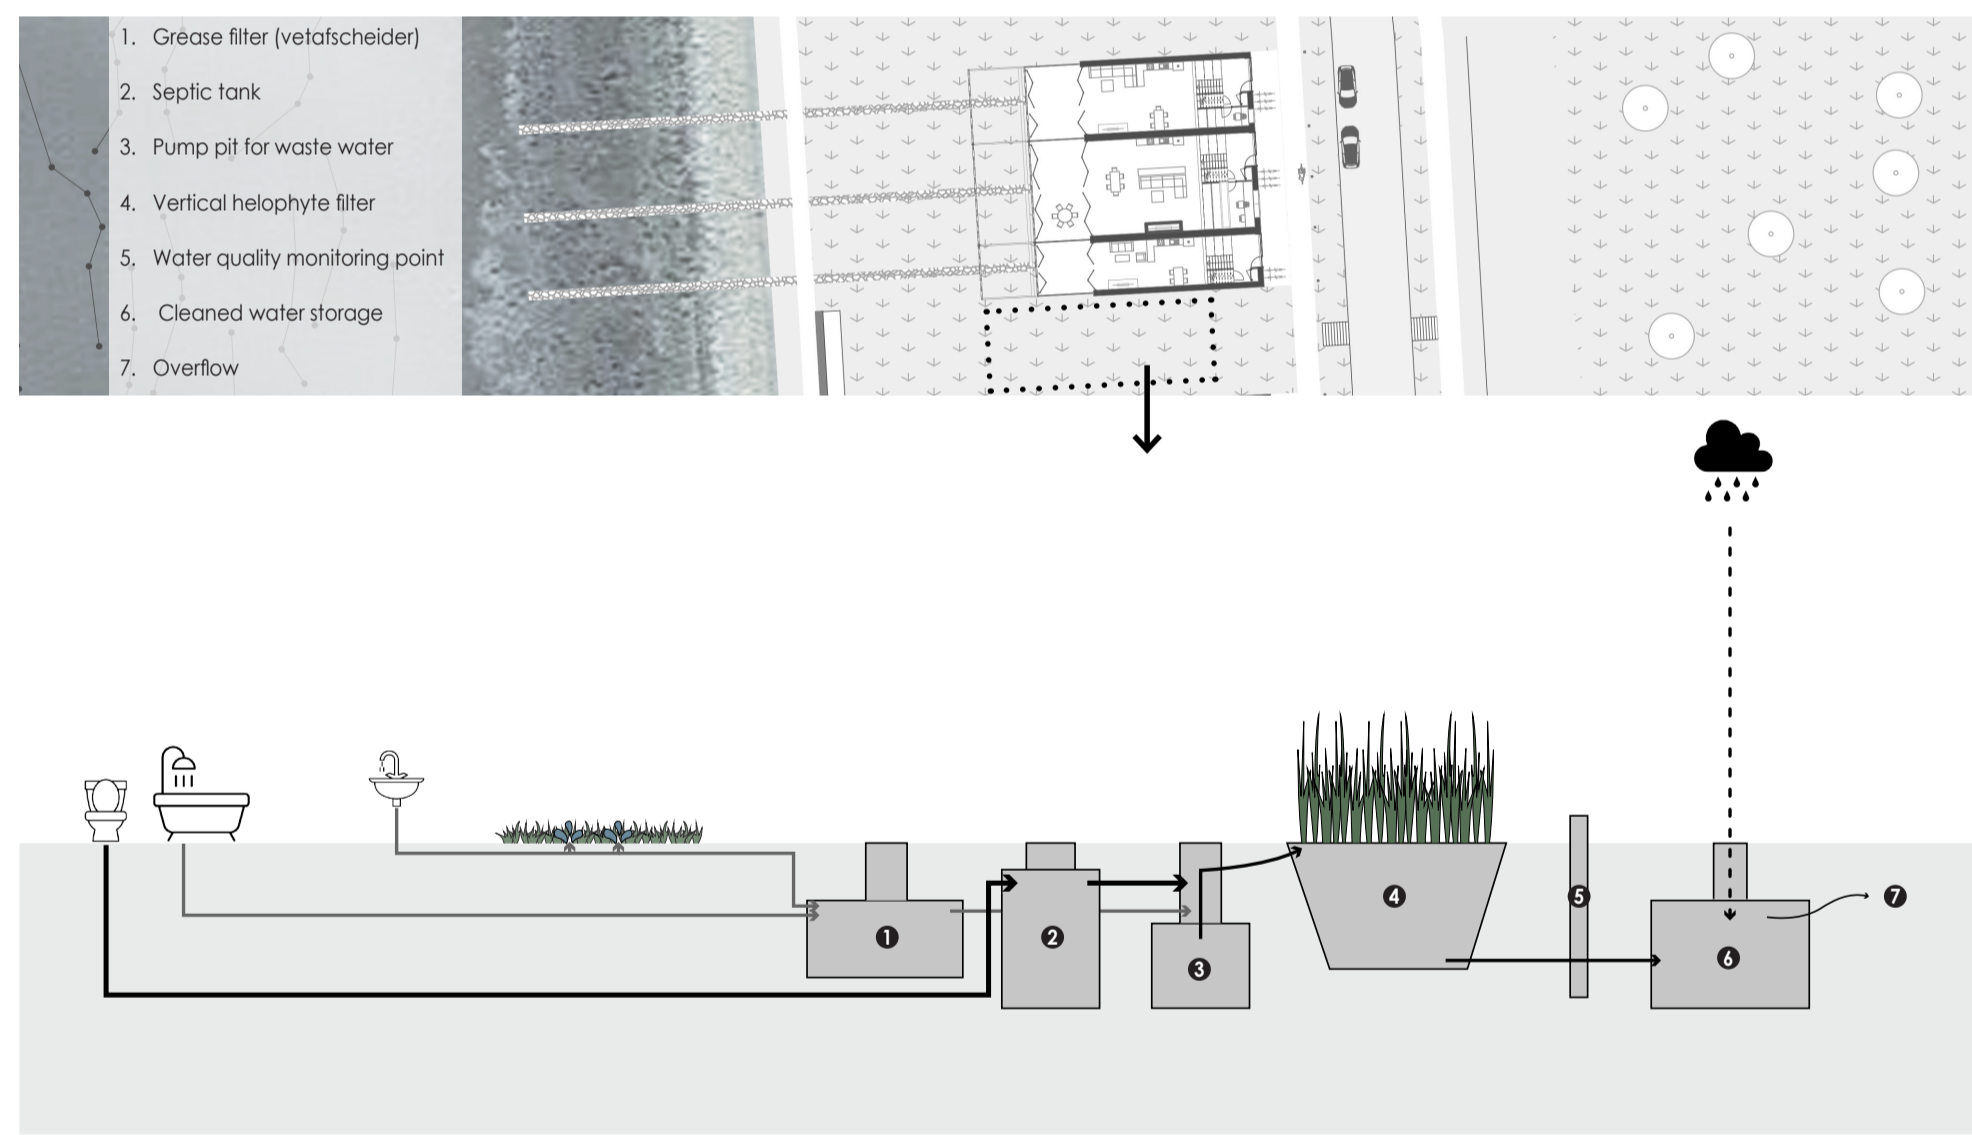 1. Grease filter (vetafscheider)
2. Septic tank
3. Pump pit for waste water
4. Vertical helophyte filter
5. Water quality monitoring point
6. Cleaned water storage
7. Overflow
1
2
3
4
5
6
7